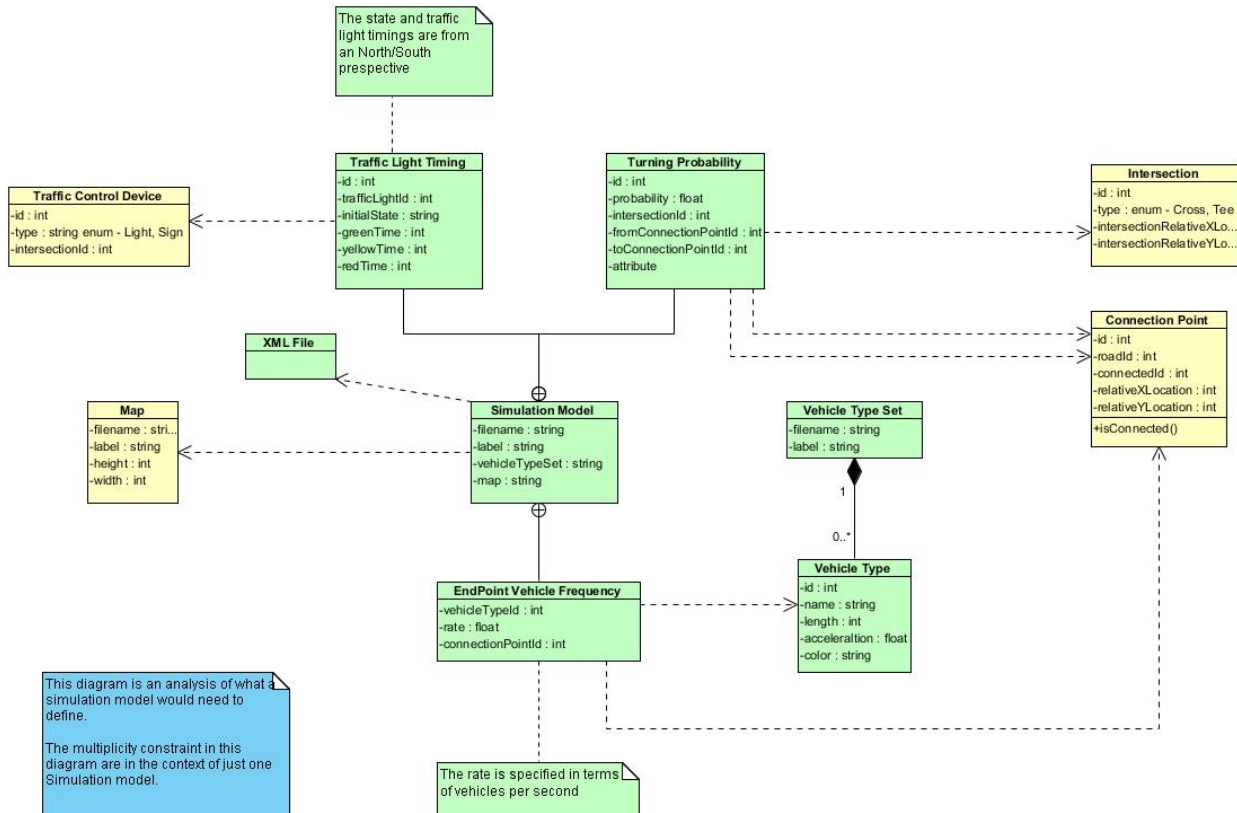 The state and traffic
light timings are from
an North/South
prespective
Traffic Light Timing
-id : int
-trafficLightId : int
-initialState : string
-greenTime : int
-yellowTime : int
-redTime : int
Turning Probability
-id : int
-probability : float
-intersectionId : int
-fromConnectionPointId : int
-toConnectionPointId : int
-attribute
Intersection
-id : int
-type : enum - Cross, Tee
-intersectionRelativeXLo...
-intersectionRelativeYLo...
Traffic Control Device
-id : int
-type : string enum - Light, Sign
-intersectionId : int
Connection Point
-id : int
-roadId : int
-connectedId : int
-relativeXLocation : int
-relativeYLocation : int
+isConnected()
XML File
Map
-filename : stri...
-label : string
-height : int
-width : int
Simulation Model
-filename : string
-label : string
-vehicleTypeSet : string
-map : string
Vehicle Type Set
-filename : string
-label : string
1
0..*
Vehicle Type
-id : int
-name : string
-length : int
-acceleraltion : float
-color : string
EndPoint Vehicle Frequency
-vehicleTypeId : int
-rate : float
-connectionPointId : int
This diagram is an analysis of what a
simulation model would need to
define.
The multiplicity constraint in this
diagram are in the context of just one
Simulation model.
The rate is specified in terms
of vehicles per second